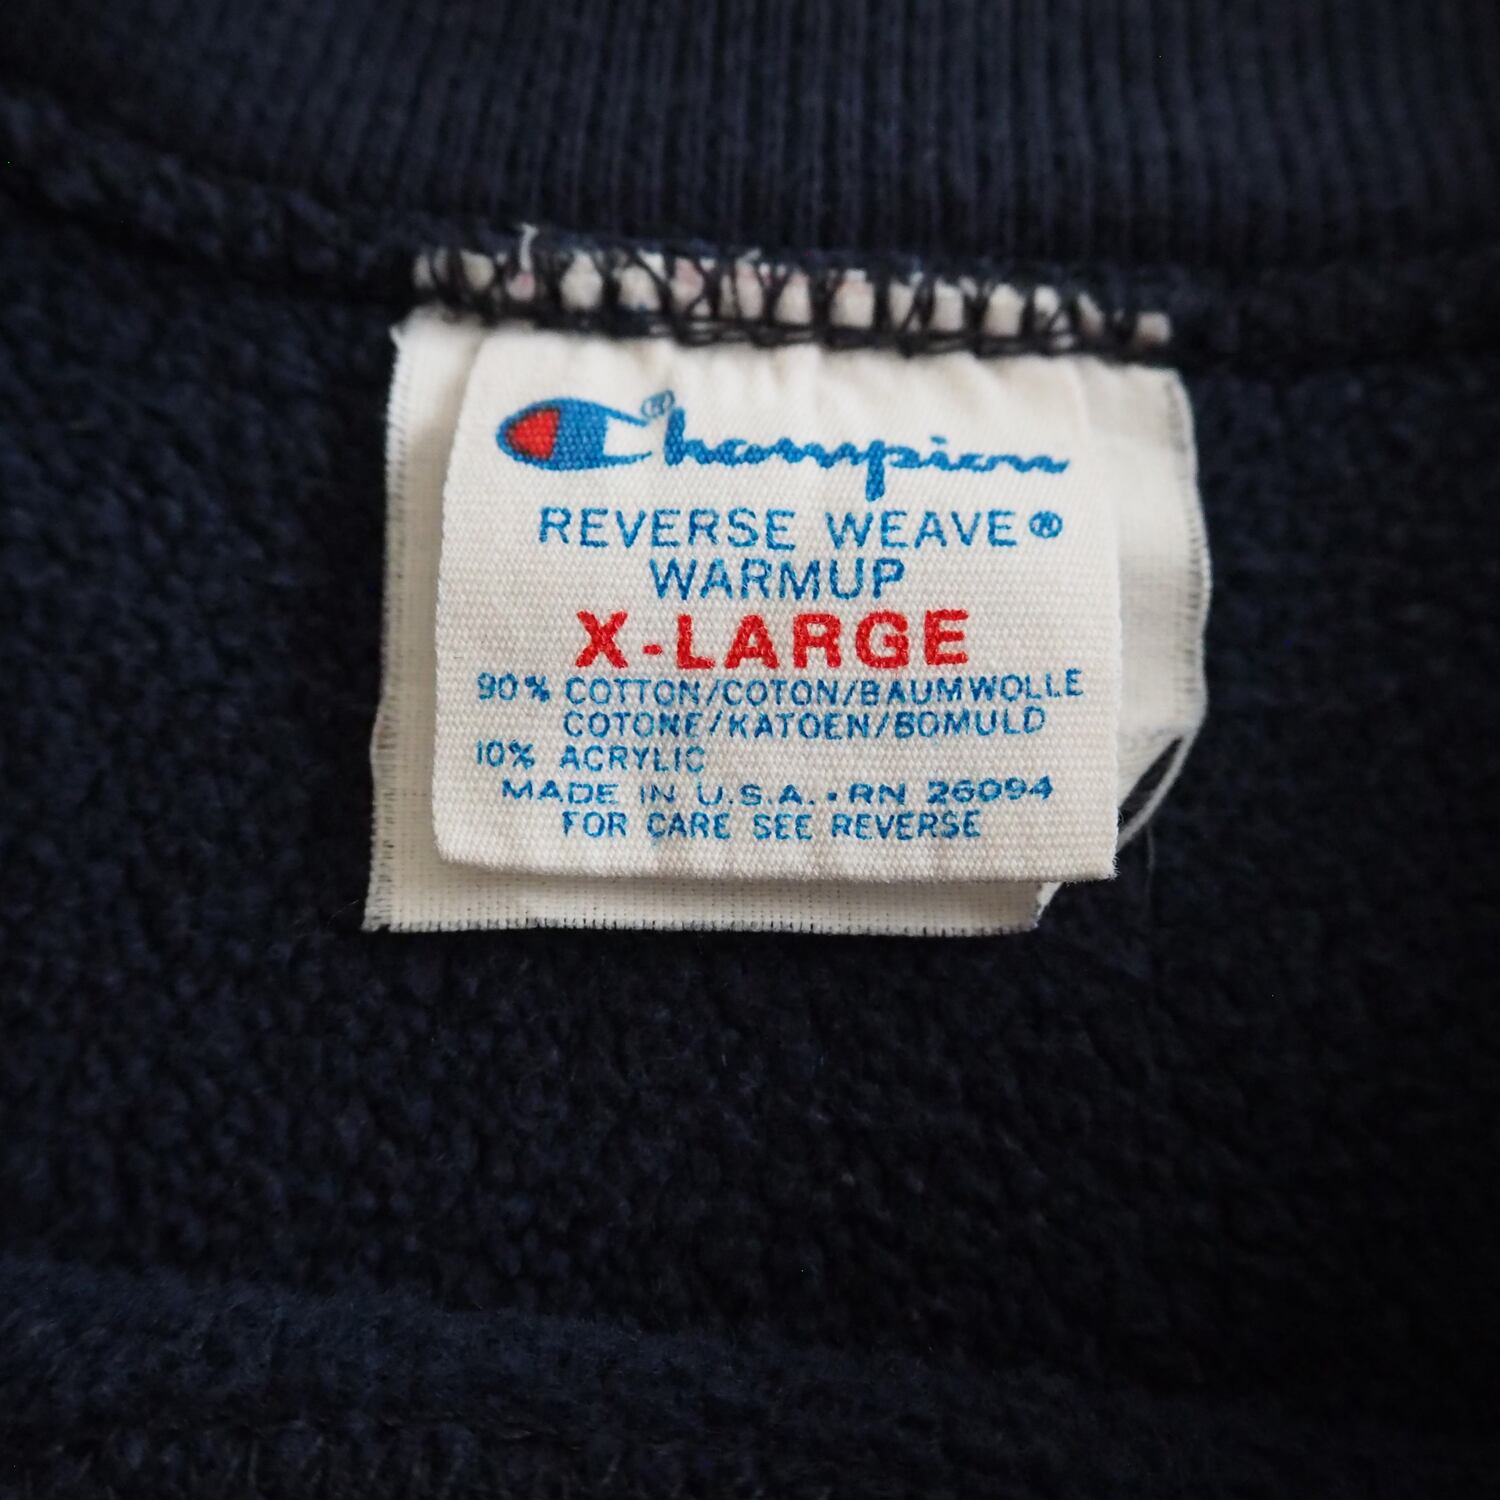 Champion®
REVERSE WEAVE®
WARMUP
X-LARGE
90% COTTON/COTON/BAUMWOLLE
COTONE/KATOEN/BOMULD
10% ACRYLIC
MADE IN U.S.A. • RN 26094
FOR CARE SEE REVERSE